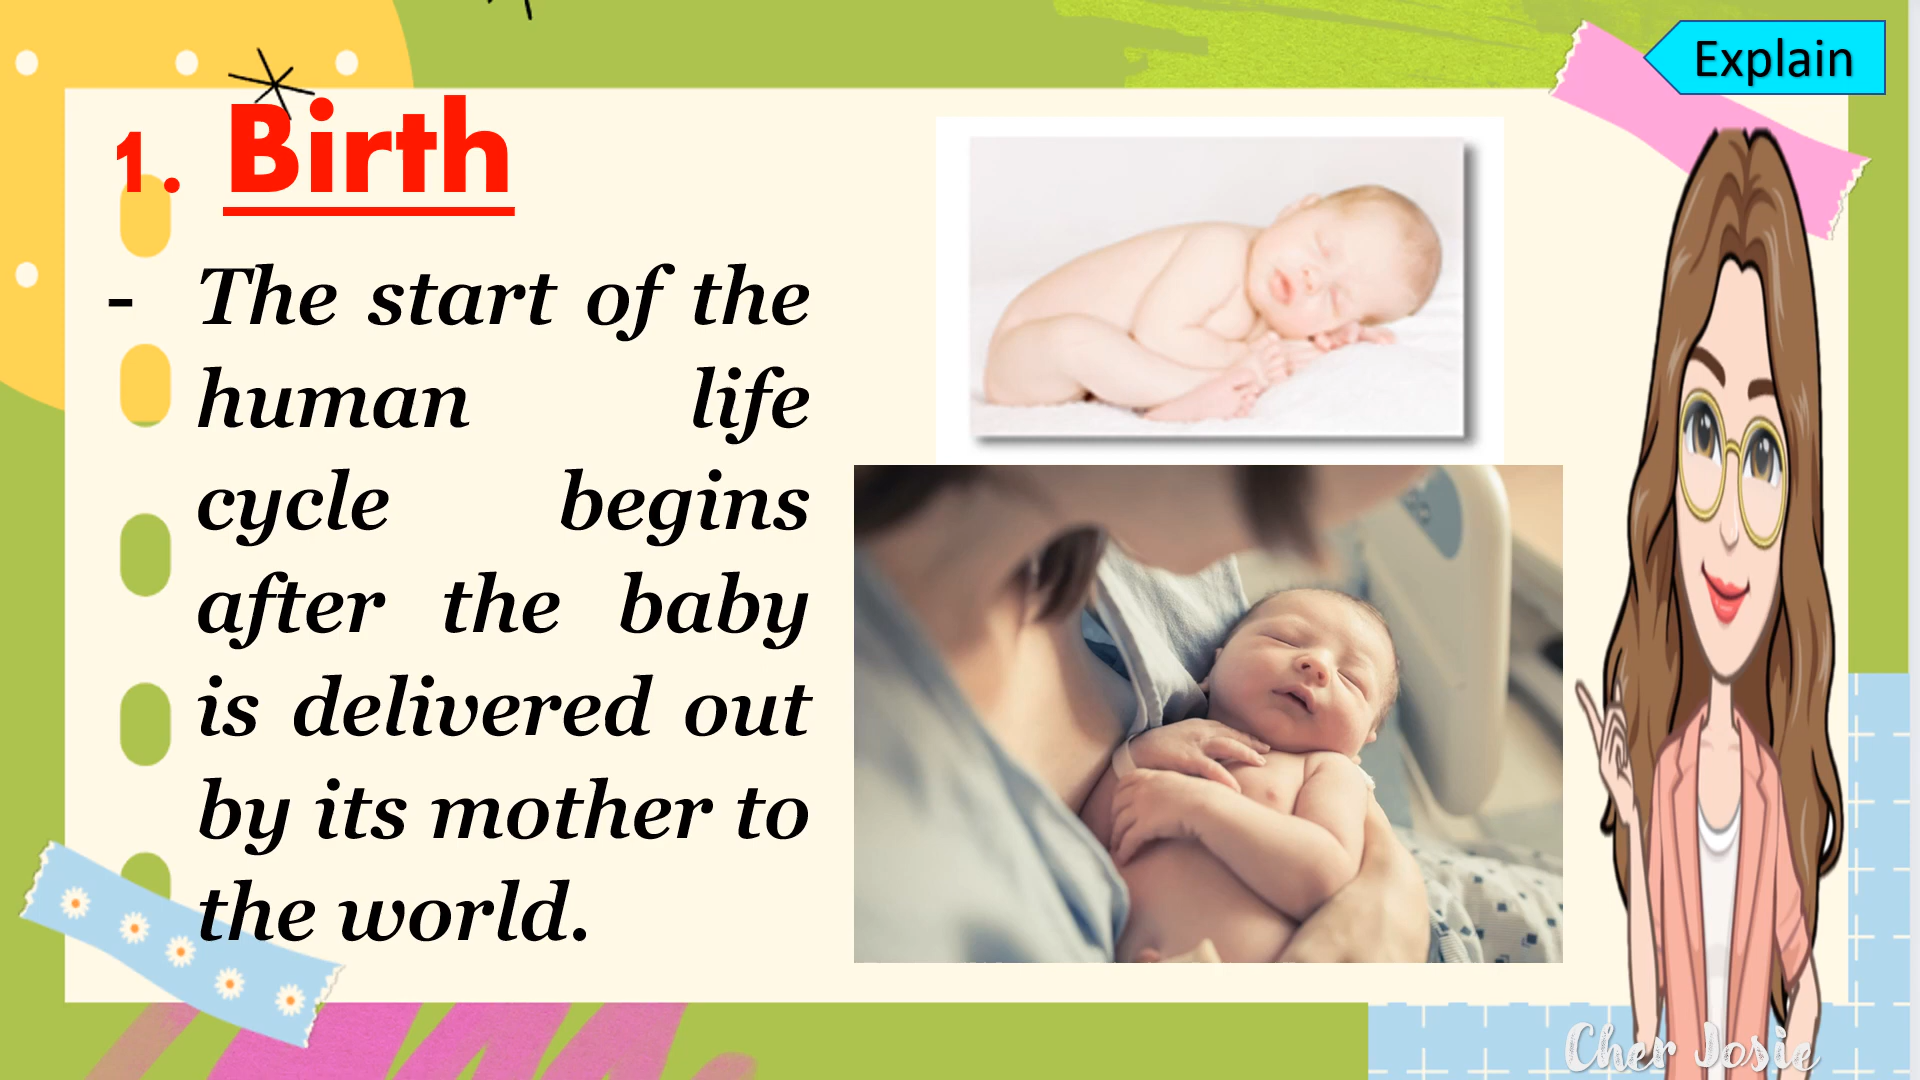 Explain
1. Birth
- The start of the
human life
cycle begins
after the baby
is delivered out
by its mother to
the world.
Cher Josie